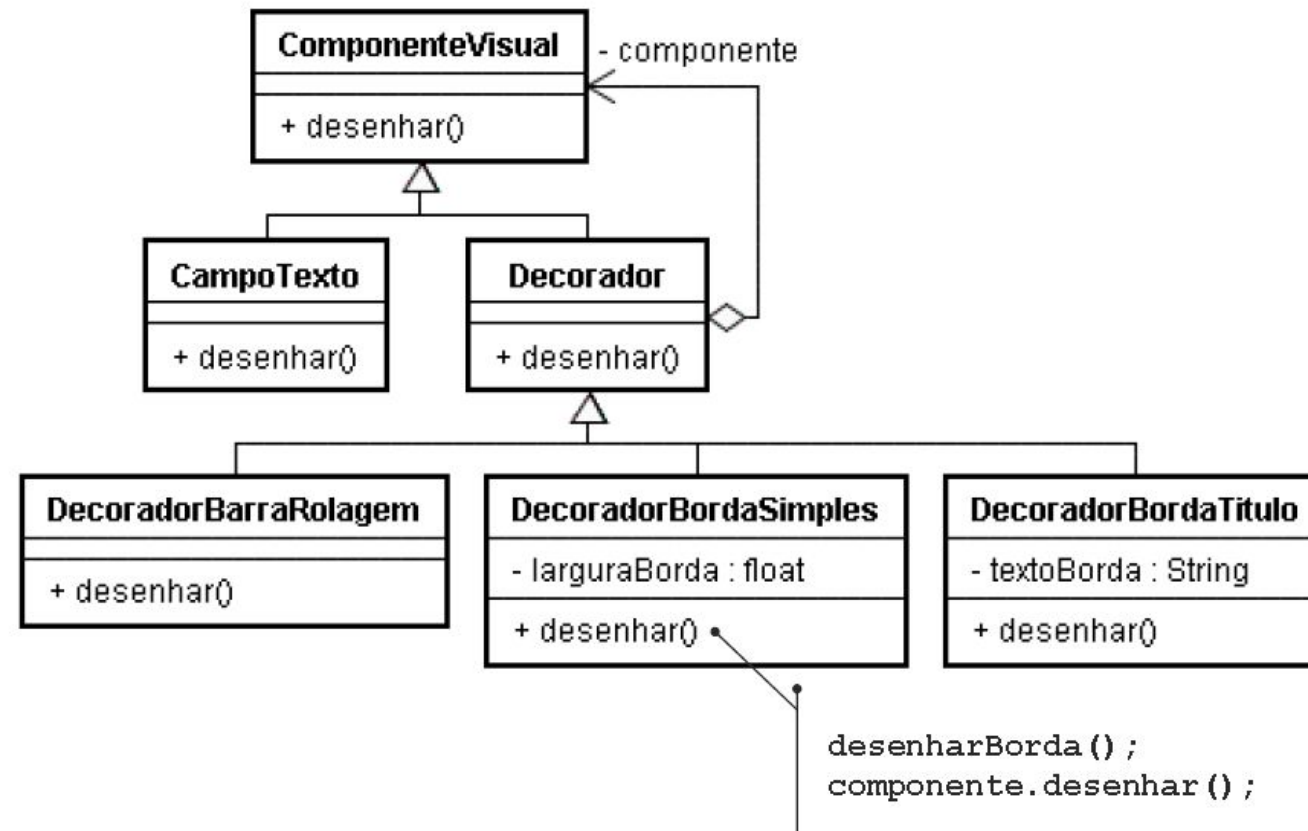 ComponenteVisual
- componente
+ desenhar()
CampoTexto
+ desenhar()
Decorador
+ desenhar()
DecoradorBarraRolagem
+ desenhar()
DecoradorBordaSimples
- larguraBorda : float
+ desenhar()
DecoradorBordaTitulo
- textoBorda : String
+ desenhar()
desenharBorda();
componente.desenhar();